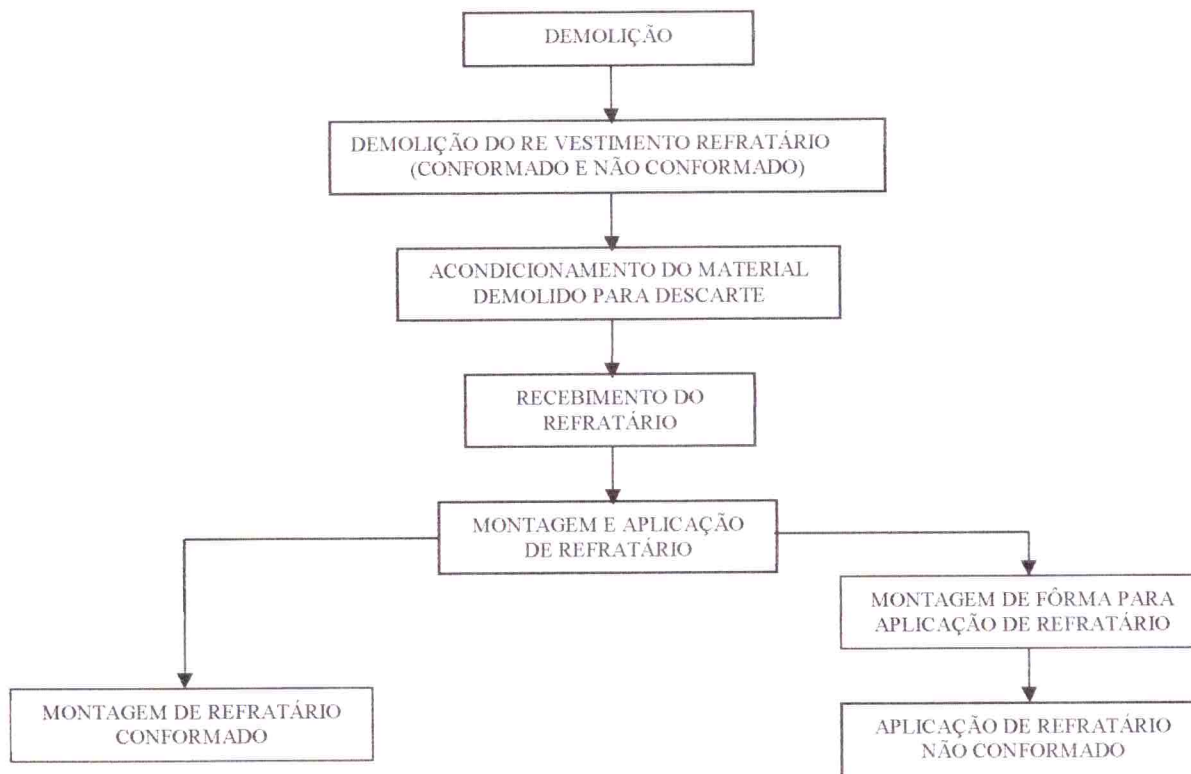 DEMOLIÇÃO
DEMOLIÇÃO DO RE VESTIMENTO REFRATÁRIO
(CONFORMADO E NÃO CONFORMADO)
ACONDICIONAMENTO DO MATERIAL
DEMOLIDO PARA DESCARTE
RECEBIMENTO DO
REFRATÁRIO
MONTAGEM E APLICAÇÃO
DE REFRATÁRIO
MONTAGEM DE FÔRMA PARA
APLICAÇÃO DE REFRATÁRIO
MONTAGEM DE REFRATÁRIO
CONFORMADO
APLICAÇÃO DE REFRATÁRIO
NÃO CONFORMADO